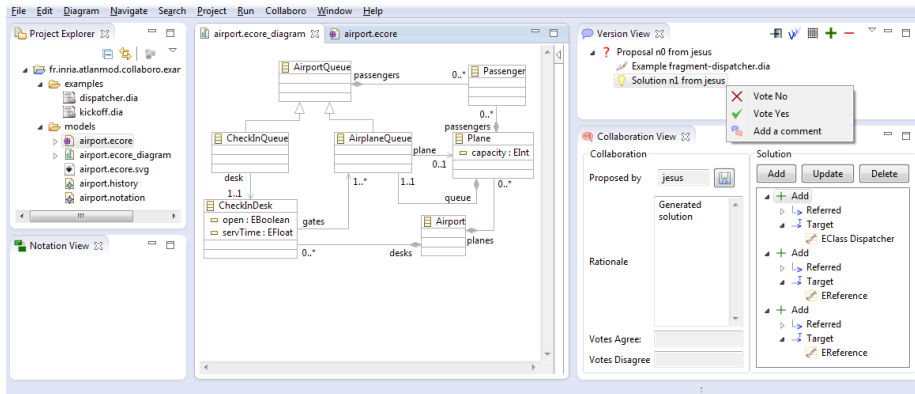 File Edit Diagram Navigate Search Project Run Collaboro Window Help
Project Explorer
fr.inria.atlanmod.collaboro.exar
examples
dispatcher.dia
kickoff.dia
models
airport.ecore
airport.ecore_diagram
airport.ecore.svg
airport.history
airport.notation
Notation View
airport.ecore_diagram
airport.ecore
AirportQueue
passengers
0..*
Passenger
0..*
passengers
CheckInQueue
AirplaneQueue
plane
0..1
Plane
capacity : EInt
desk
1..1
1..*
1..1
queue
0..*
CheckInDesk
open : EBoolean
servTime : EFloat
gates
Airport
planes
0..*
desks
Version View
Proposal n0 from jesus
Example fragment-dispatcher.dia
Solution n1 from jesus
Vote No
Vote Yes
Add a comment
Collaboration View
Collaboration
Proposed by
jesus
Rationale
Generated
solution
Votes Agree:
Votes Disagree
Solution
Add Update Delete
Add
Referred
Target
EClass Dispatcher
Add
Referred
Target
EReference
Add
Referred
Target
EReference